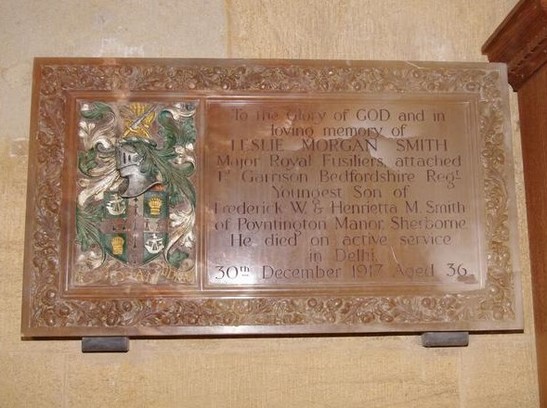 To the Glory of GOD and in
loving memory of
LESLIE MORGAN SMITH
Major Royal Fusiliers, attached
1st Garrison Bedfordshire Regt
Youngest Son of
Frederick W. & Henrietta M. Smith
of Poyntington Manor, Sherborne.
He died on active service
in Delhi.
30th December 1917 Aged 36